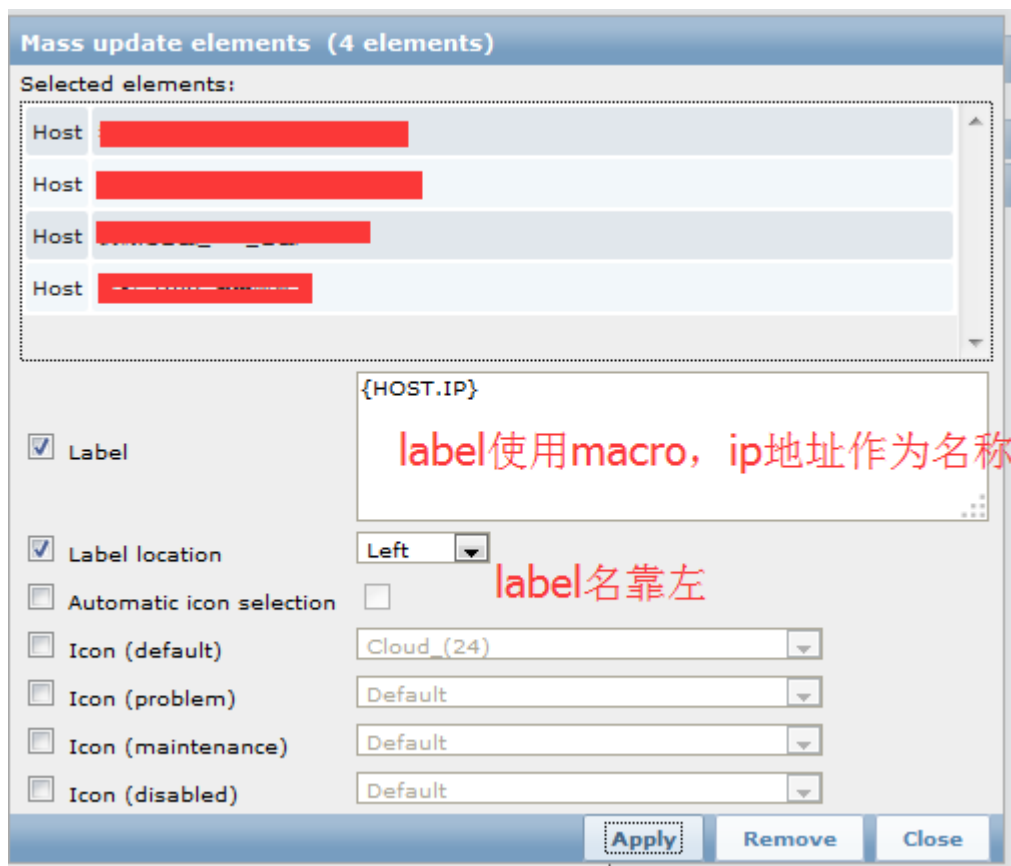 Mass update elements (4 elements)
Selected elements:
Host
Host
Host
Host
{HOST.IP}
Label
label使用macro，ip地址作为名称
Label location
Left
label名靠左
Automatic icon selection
Icon (default)
Cloud_(24)
Icon (problem)
Default
Icon (maintenance)
Default
Icon (disabled)
Default
Apply
Remove
Close